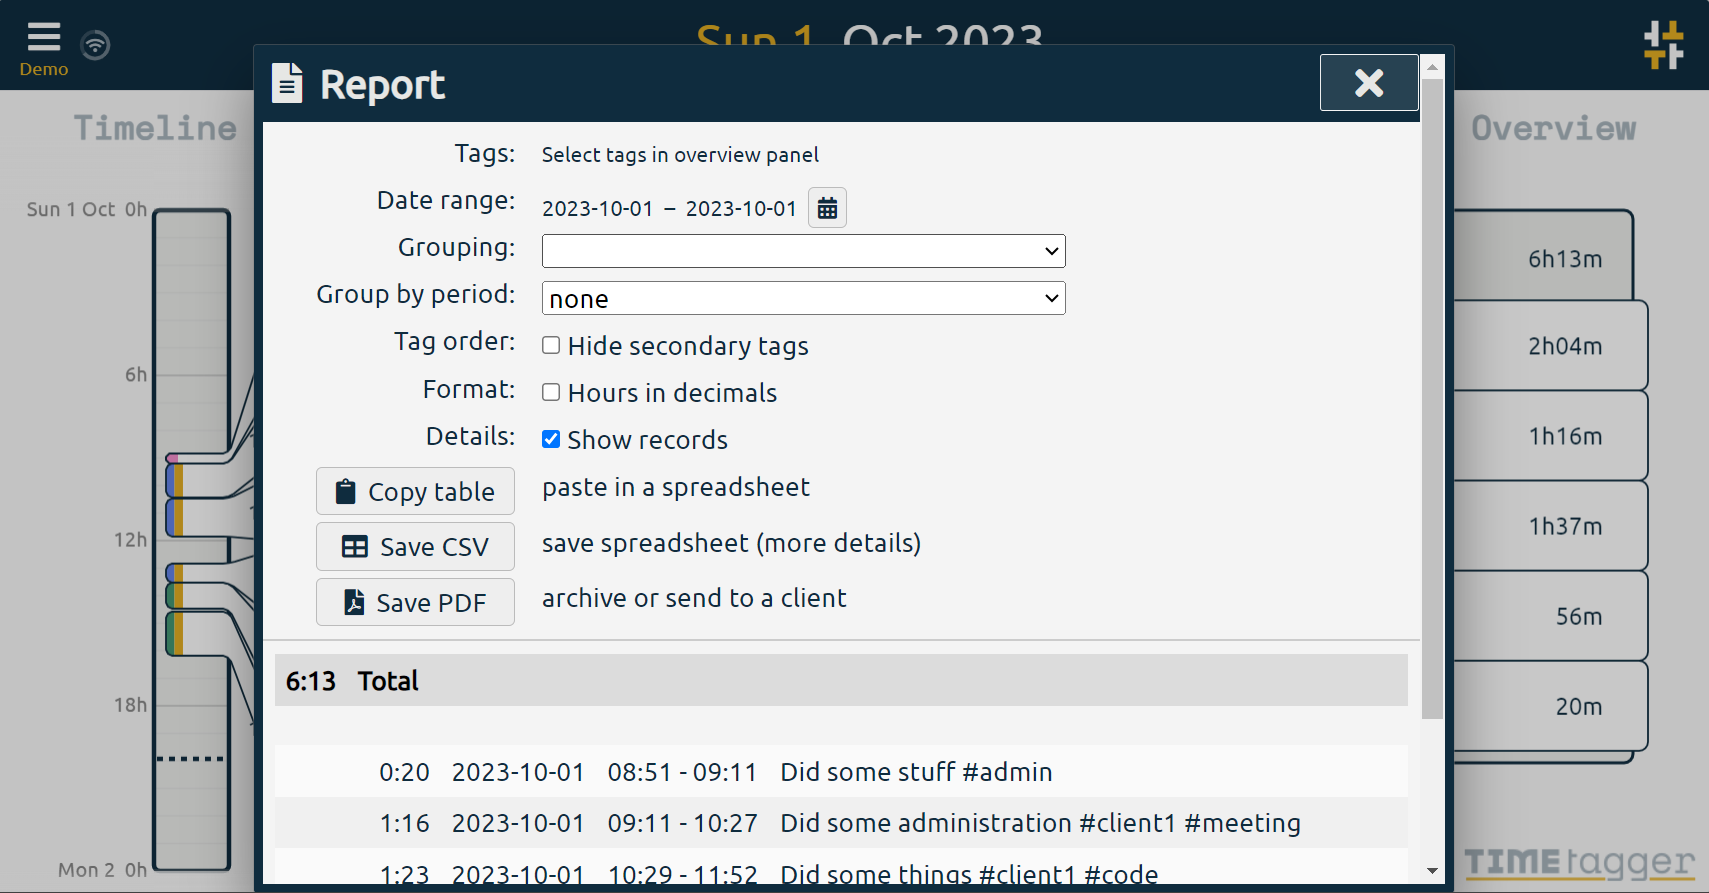 Demo
Sun 1 Oct 2023
Report
Timeline
Overview
Tags: Select tags in overview panel
Date range: 2023-10-01 – 2023-10-01
Grouping:
Group by period: none
Tag order: Hide secondary tags
Format: Hours in decimals
Details: Show records
Copy table paste in a spreadsheet
Save CSV save spreadsheet (more details)
Save PDF archive or send to a client
6:13 Total
0:20 2023-10-01 08:51 - 09:11 Did some stuff #admin
1:16 2023-10-01 09:11 - 10:27 Did some administration #client1 #meeting
1:23 2023-10-01 10:29 - 11:52 Did some things #client1 #code
Sun 1 Oct 0h
6h
12h
18h
Mon 2 0h
6h13m
2h04m
1h16m
1h37m
56m
20m
TIMEtagger